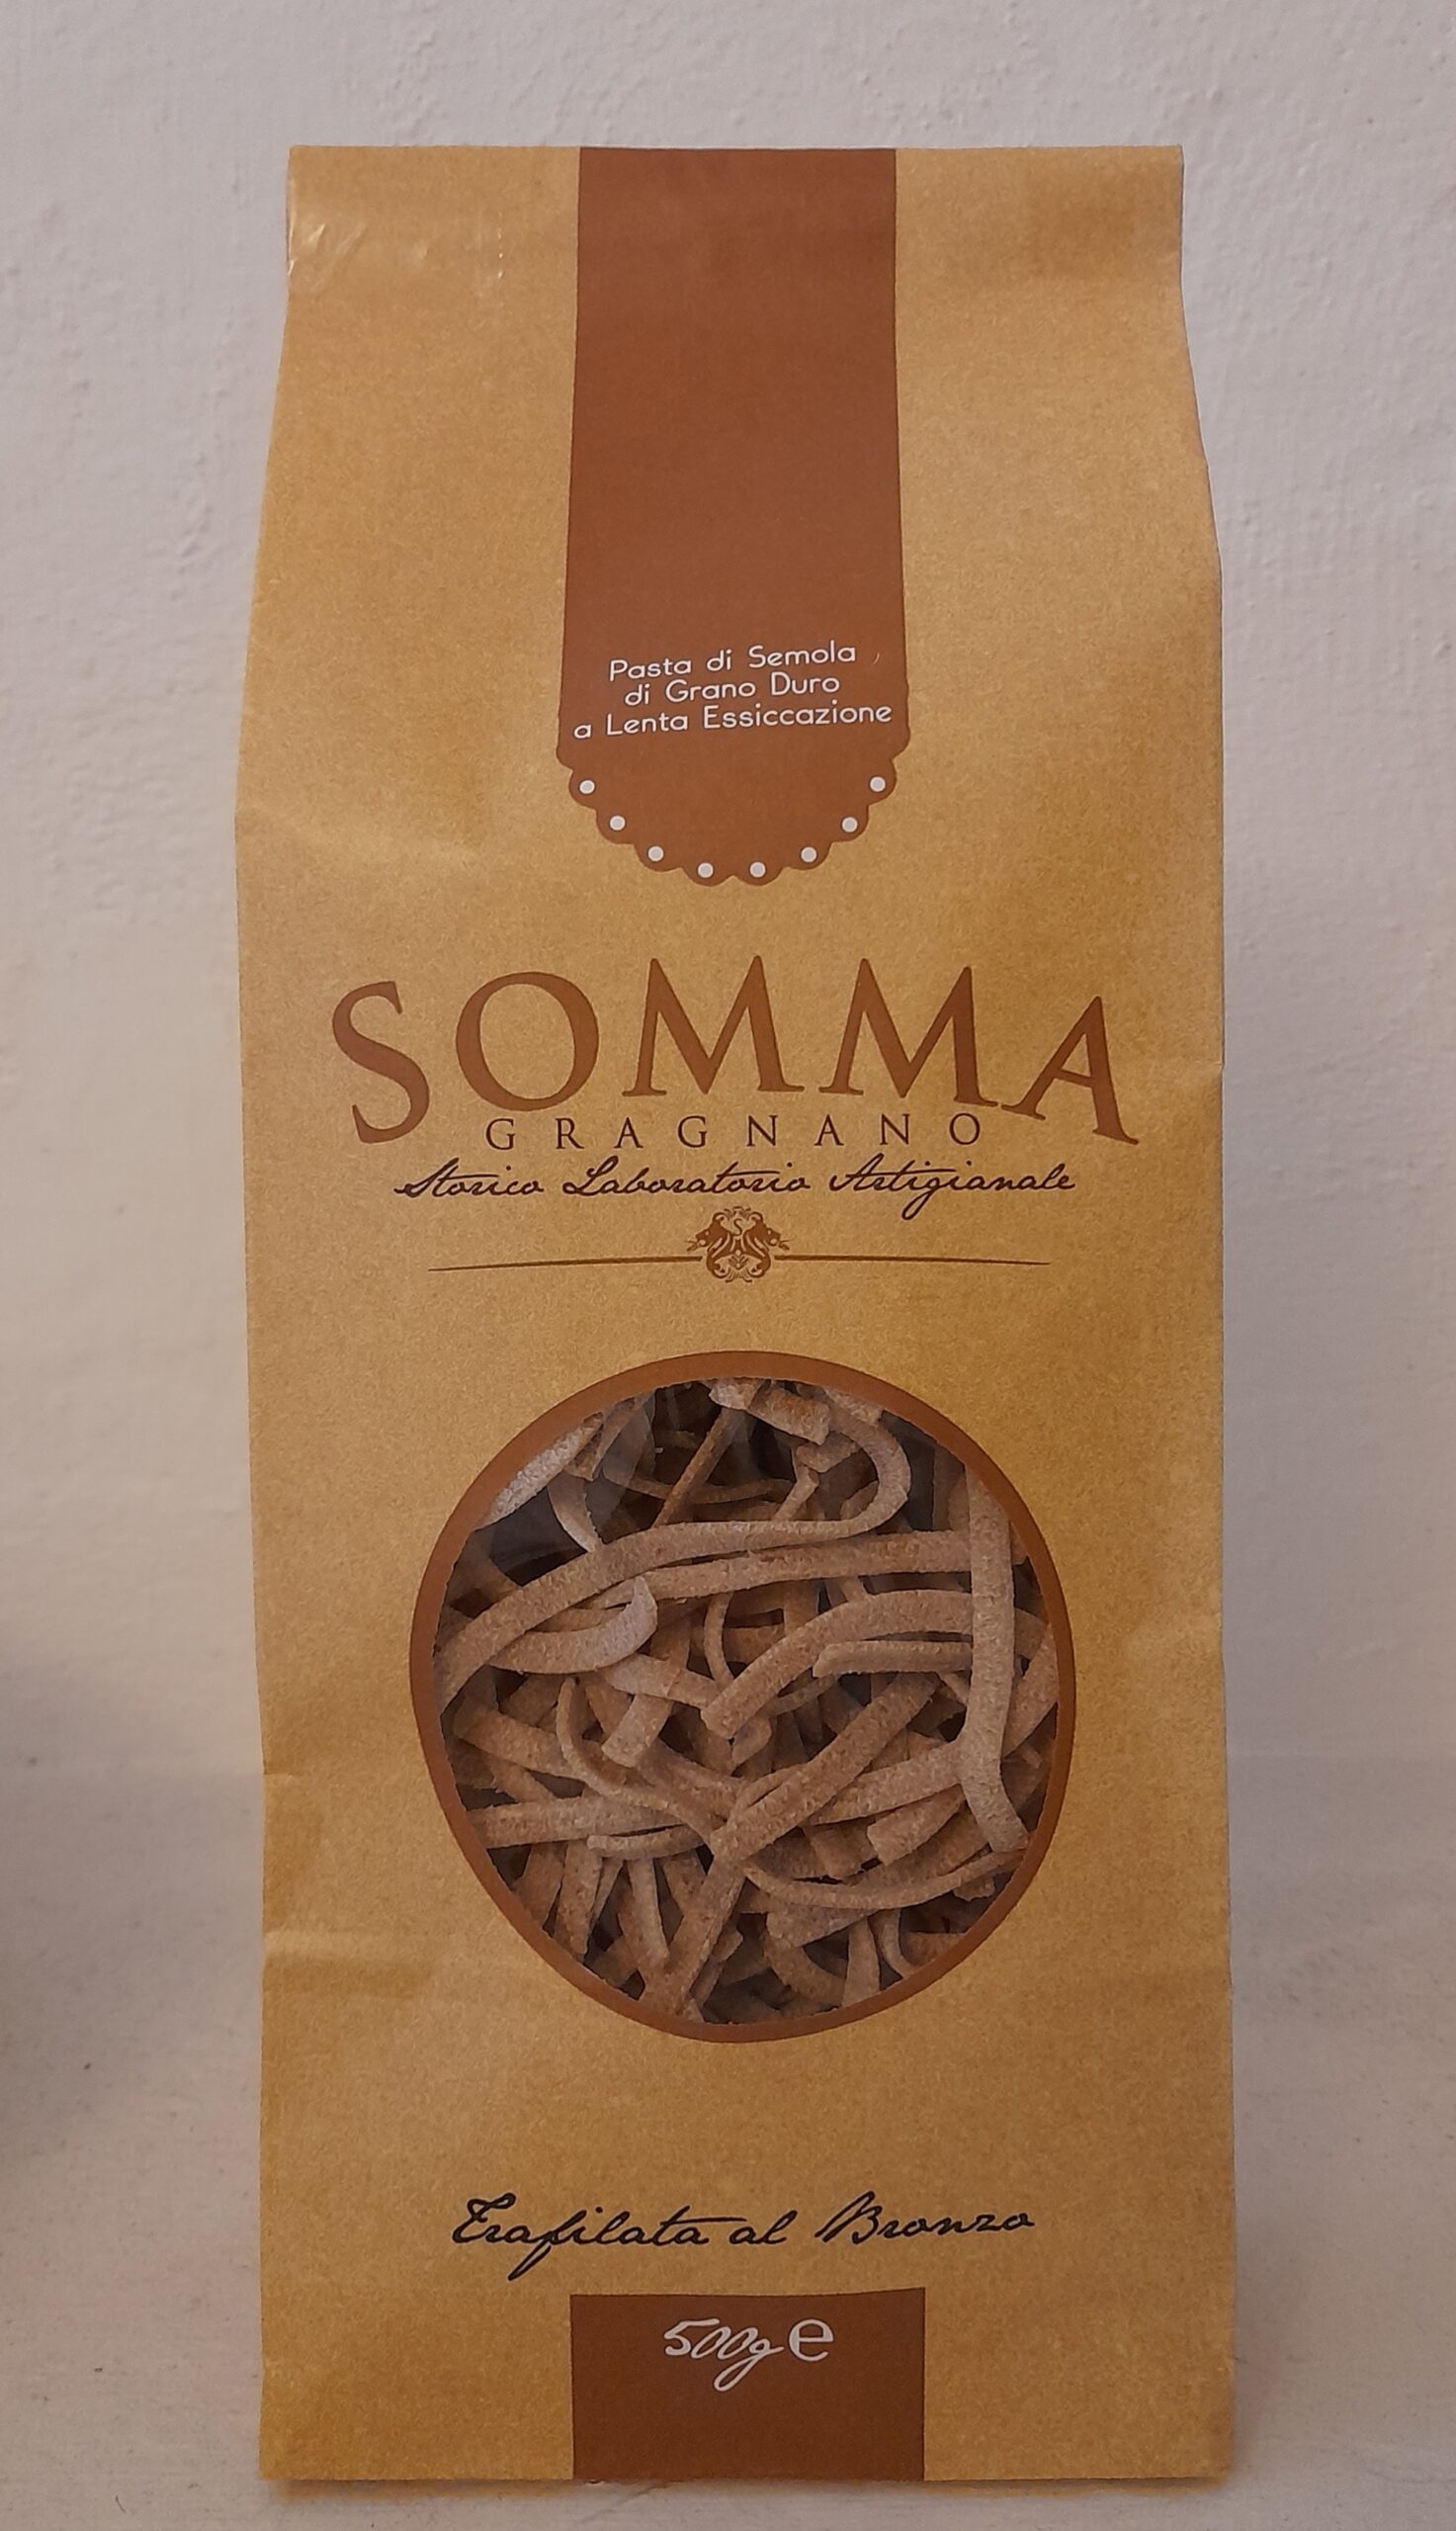 Pasta di Semola
di Grano Duro
a Lenta Essiccazione
SOMMA
GRAGNANO
Storico Laboratorio Artigianale
S
Trafilata al Bronzo
500g e